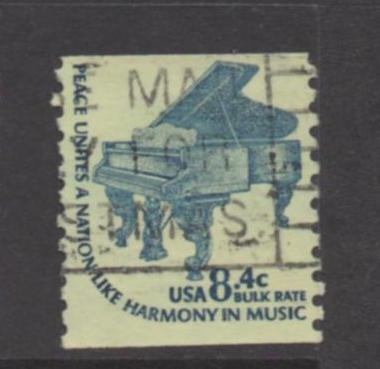 PEACE UNITES A NATION LIKE HARMONY IN MUSIC
USA 8.4c
BULK RATE